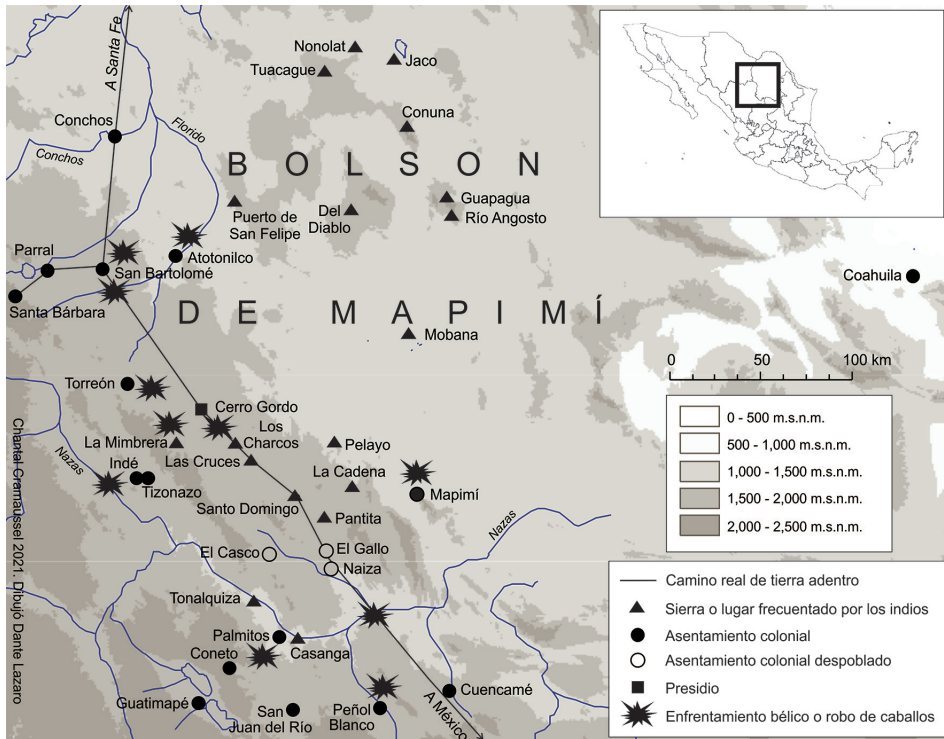 A Santa Fe
Nonolat
Tuacague
Jaco
Conuna
Conchos
Conchos
Florido
BOLSON
Guapagua
Río Angosto
Puerto de
San Felipe
Del
Diablo
Parral
San Bartolomé
Atotonilco
Santa Bárbara
Coahuila
DE MAPIMÍ
Mobana
0 50 100 km
Torreón
Cerro Gordo
Los
Charcos
La Mimbrera
Las Cruces
Pelayo
La Cadena
Nazas
Indé
Tizonazo
Mapimí
Santo Domingo
Pantita
Nazas
El Casco
El Gallo
Naiza
Tonalquiza
Palmitos
Casanga
Coneto
Guatimapé
San
Juan del Río
Peñol
Blanco
Cuencamé
A México
0 - 500 m.s.n.m.
500 - 1,000 m.s.n.m.
1,000 - 1,500 m.s.n.m.
1,500 - 2,000 m.s.n.m.
2,000 - 2,500 m.s.n.m.
Camino real de tierra adentro
Sierra o lugar frecuentado por los indios
Asentamiento colonial
Asentamiento colonial despoblado
Presidio
Enfrentamiento bélico o robo de caballos
Chantal Cramaussel 2021. Dibujó Dante Lazaro